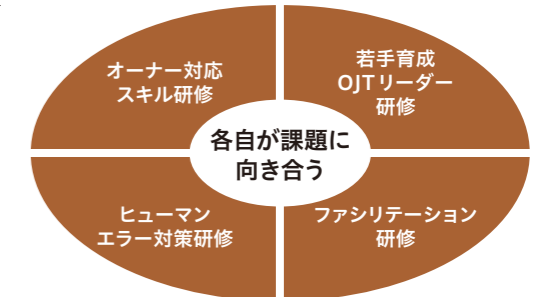 オーナー対応
スキル研修
若手育成
OJTリーダー
研修
各自が課題に
向き合う
ヒューマン
エラー対策研修
ファシリテーション
研修